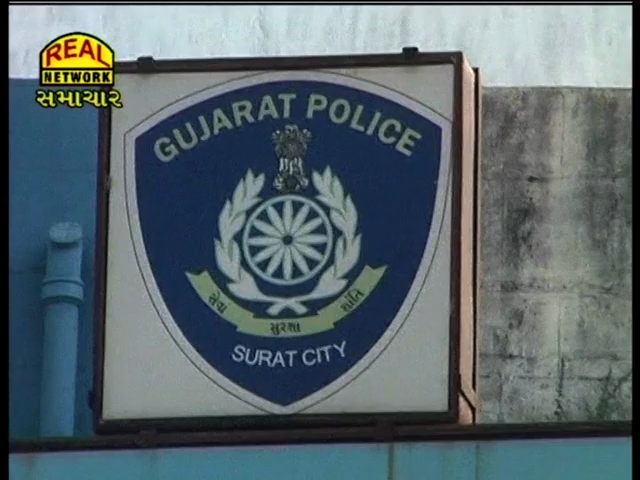 REAL
NETWORK
સમાચાર
GUJARAT POLICE
સેવા સુરક્ષા શાંતિ
SURAT CITY